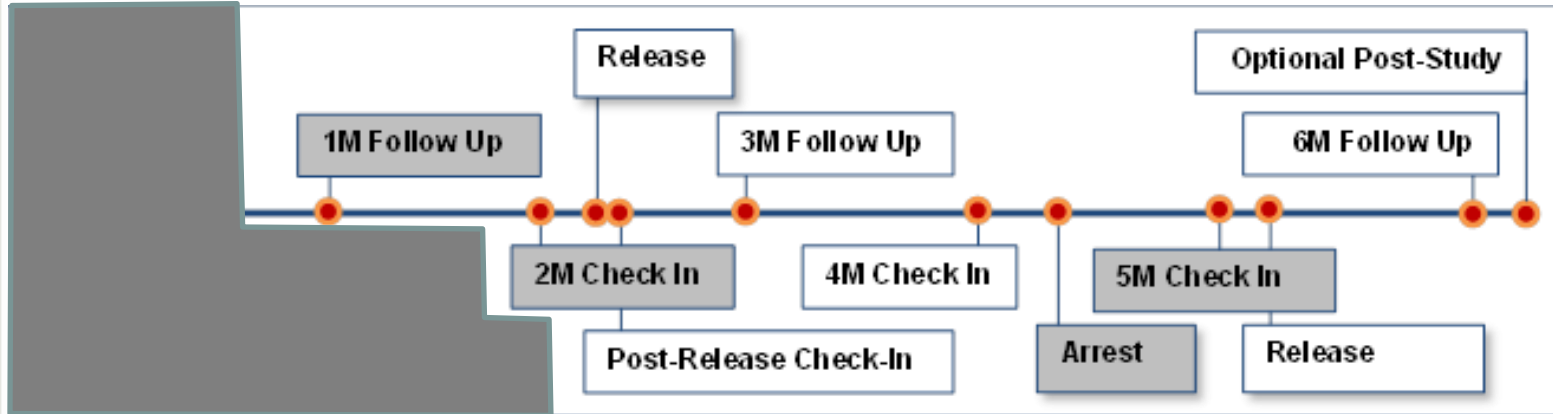 Release
Optional Post-Study
1M Follow Up
3M Follow Up
6M Follow Up
2M Check In
4M Check In
5M Check In
Post-Release Check-In
Arrest
Release